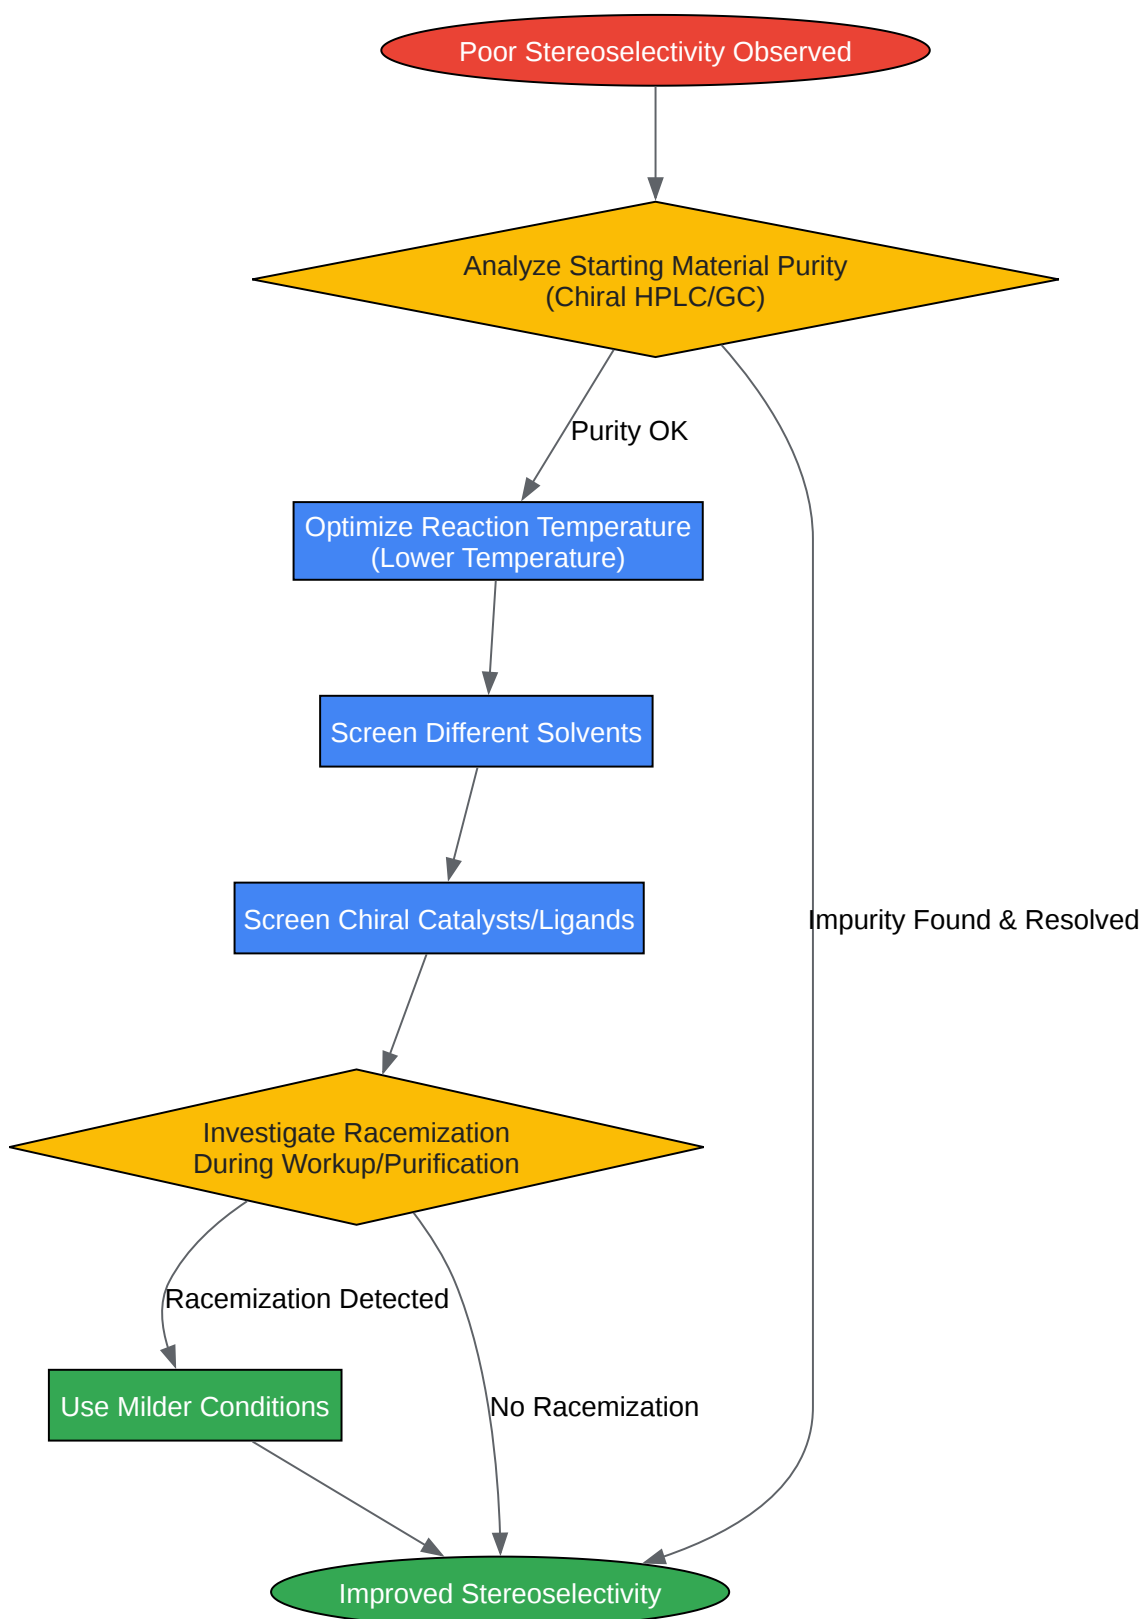 Poor Stereoselectivity Observed
Analyze Starting Material Purity
(Chiral HPLC/GC)
Purity OK
Optimize Reaction Temperature
(Lower Temperature)
Screen Different Solvents
Screen Chiral Catalysts/Ligands
Impurity Found & Resolved
Investigate Racemization
During Workup/Purification
Racemization Detected
Use Milder Conditions
No Racemization
Improved Stereoselectivity